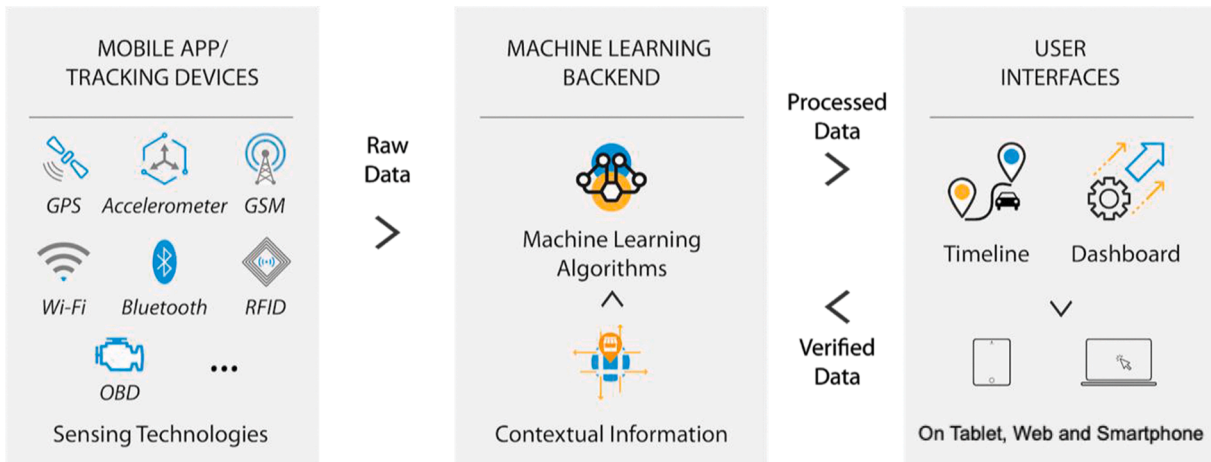 MOBILE APP/
TRACKING DEVICES
GPS Accelerometer GSM
Wi-Fi Bluetooth RFID
OBD
...
Sensing Technologies
Raw
Data
>
MACHINE LEARNING
BACKEND
Machine Learning
Algorithms
Contextual Information
Processed
Data
>
<
Verified
Data
USER
INTERFACES
Timeline Dashboard
On Tablet, Web and Smartphone